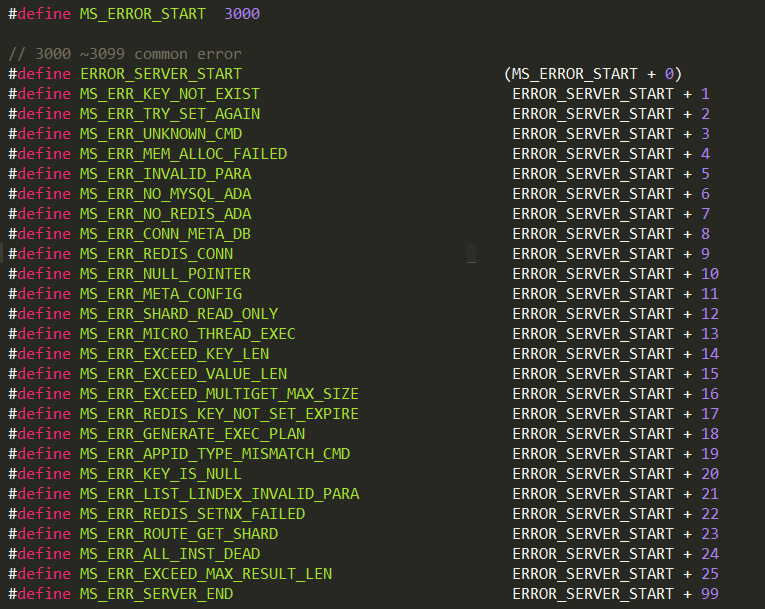 #define MS_ERROR_START  3000
// 3000 ~3099 common error
#define ERROR_SERVER_START (MS_ERROR_START + 0)
#define MS_ERR_KEY_NOT_EXIST ERROR_SERVER_START + 1
#define MS_ERR_TRY_SET_AGAIN ERROR_SERVER_START + 2
#define MS_ERR_UNKNOWN_CMD ERROR_SERVER_START + 3
#define MS_ERR_MEM_ALLOC_FAILED ERROR_SERVER_START + 4
#define MS_ERR_INVALID_PARA ERROR_SERVER_START + 5
#define MS_ERR_NO_MYSQL_ADA ERROR_SERVER_START + 6
#define MS_ERR_NO_REDIS_ADA ERROR_SERVER_START + 7
#define MS_ERR_CONN_META_DB ERROR_SERVER_START + 8
#define MS_ERR_REDIS_CONN ERROR_SERVER_START + 9
#define MS_ERR_NULL_POINTER ERROR_SERVER_START + 10
#define MS_ERR_META_CONFIG ERROR_SERVER_START + 11
#define MS_ERR_SHARD_READ_ONLY ERROR_SERVER_START + 12
#define MS_ERR_MICRO_THREAD_EXEC ERROR_SERVER_START + 13
#define MS_ERR_EXCEED_KEY_LEN ERROR_SERVER_START + 14
#define MS_ERR_EXCEED_VALUE_LEN ERROR_SERVER_START + 15
#define MS_ERR_EXCEED_MULTIGET_MAX_SIZE ERROR_SERVER_START + 16
#define MS_ERR_REDIS_KEY_NOT_SET_EXPIRE ERROR_SERVER_START + 17
#define MS_ERR_GENERATE_EXEC_PLAN ERROR_SERVER_START + 18
#define MS_ERR_APPID_TYPE_MISMATCH_CMD ERROR_SERVER_START + 19
#define MS_ERR_KEY_IS_NULL ERROR_SERVER_START + 20
#define MS_ERR_LIST_LINDEX_INVALID_PARA ERROR_SERVER_START + 21
#define MS_ERR_REDIS_SETNX_FAILED ERROR_SERVER_START + 22
#define MS_ERR_ROUTE_GET_SHARD ERROR_SERVER_START + 23
#define MS_ERR_ALL_INST_DEAD ERROR_SERVER_START + 24
#define MS_ERR_EXCEED_MAX_RESULT_LEN ERROR_SERVER_START + 25
#define MS_ERR_SERVER_END ERROR_SERVER_START + 99